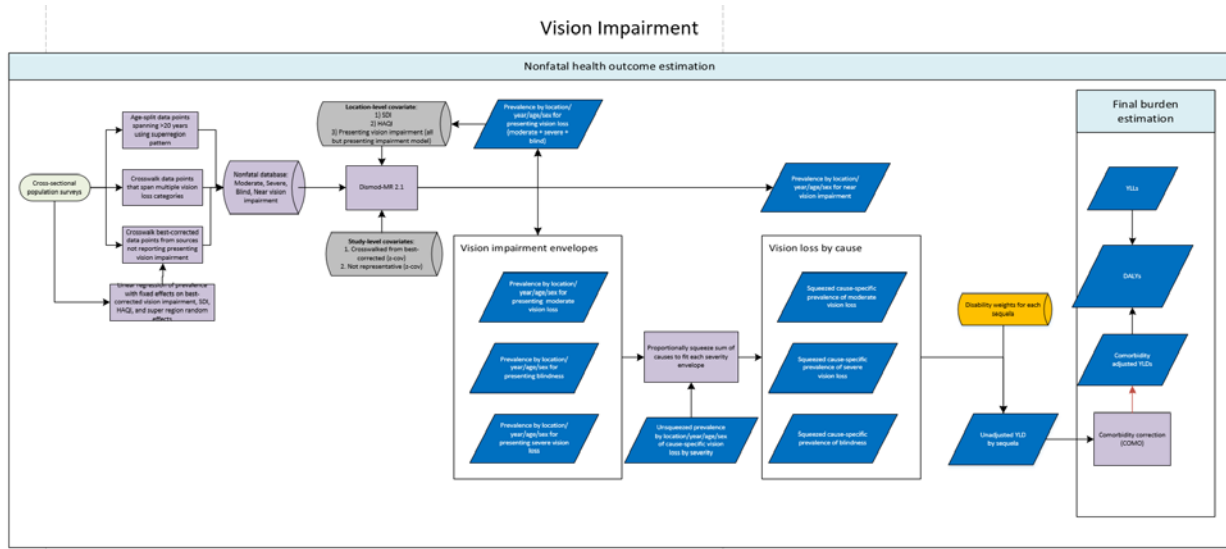 Vision Impairment
Nonfatal health outcome estimation
Cross-sectional
population surveys
Age-split data points
spanning >20 years
using superregion
pattern
Crosswalk data points
that span multiple vision
loss categories
Crosswalk best-corrected
data points from sources
not reporting presenting
vision impairment
Linear regression of prevalence
with fixed effects on best-
corrected vision impairment, SDI,
HAQI, and super region random
effects
Nonfatal database:
Moderate, Severe,
Blind, Near vision
impairment
Location-level covariate:
1) SDI
2) HAQI
3) Presenting vision impairment (all
but presenting impairment model)
Dismod-MR 2.1
Study-level covariates:
1. Crosswalked from best-
corrected (s-cov)
2. Not representative (s-cov)
Prevalence by location/
year/age/sex for
presenting vision loss
(moderate + severe +
blind)
Prevalence by location/
year/age/sex for near
vision impairment
Vision impairment envelopes
Prevalence by location/
year/age/sex for
presenting moderate
vision loss
Prevalence by location/
year/age/sex for
presenting blindness
Prevalence by location/
year/age/sex for
presenting severe vision
loss
Proportionally squeeze sum of
causes to fit each severity
envelope
Unsqueezed prevalence
by location/year/age/sex
of cause-specific vision
loss by severity
Vision loss by cause
Squeezed cause-specific
prevalence of moderate
vision loss
Squeezed cause-specific
prevalence of severe
vision loss
Squeezed cause-specific
prevalence of blindness
Disability weights for each
sequela
Unadjusted YLD
by sequela
Final burden
estimation
YLLs
DALYs
Comorbidity
adjusted YLDs
Comorbidity correction
(COMO)